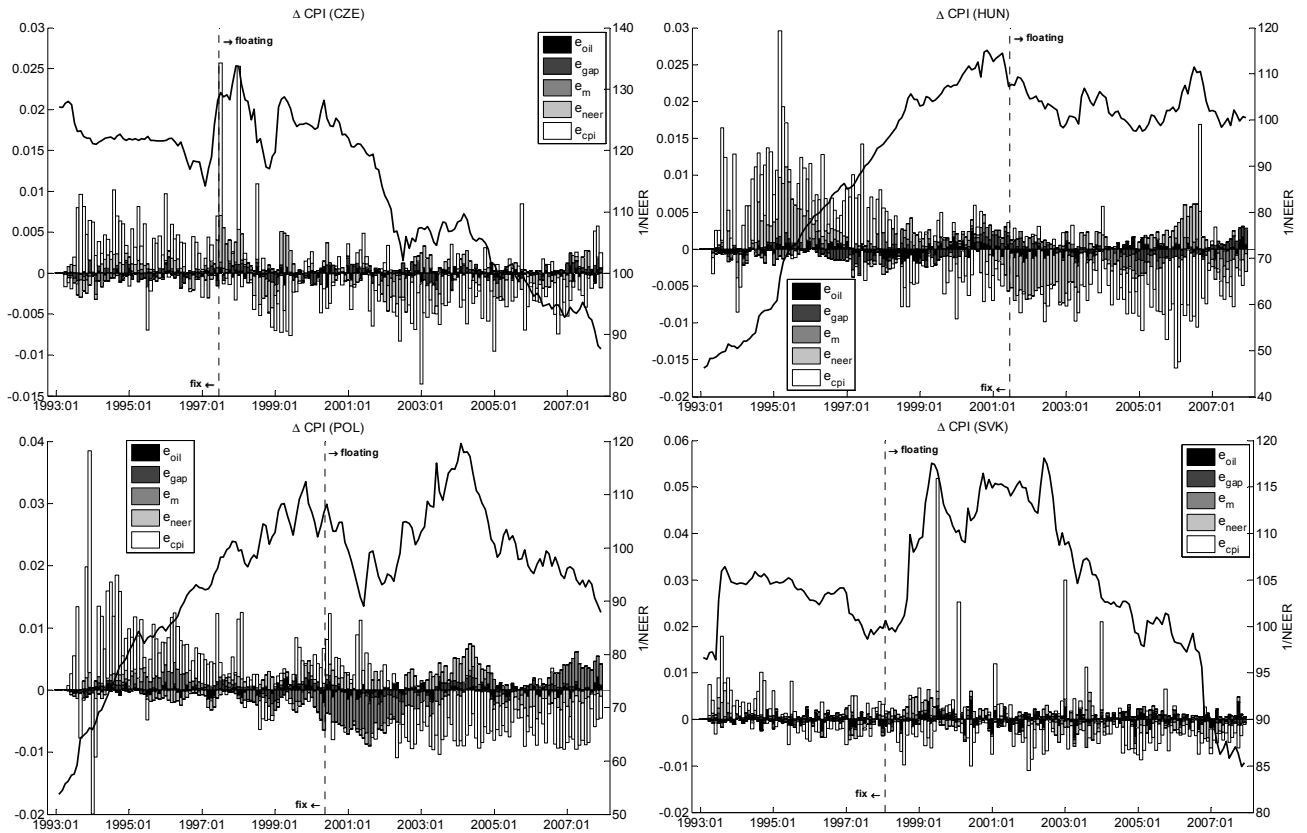 Δ CPI (CZE)
0.03
0.025
0.02
0.015
0.01
0.005
0
-0.005
-0.01
-0.015
140
130
120
110
100
90
80
1/NEER
→ floating
fix ←
e_oil
e_gap
e_m
e_neer
e_cpi
1993:01 1995:01 1997:01 1999:01 2001:01 2003:01 2005:01 2007:01
Δ CPI (HUN)
0.03
0.025
0.02
0.015
0.01
0.005
0
-0.005
-0.01
-0.015
-0.02
120
110
100
90
80
70
60
50
40
1/NEER
→ floating
fix ←
e_oil
e_gap
e_m
e_neer
e_cpi
1993:01 1995:01 1997:01 1999:01 2001:01 2003:01 2005:01 2007:01
Δ CPI (POL)
0.04
0.03
0.02
0.01
0
-0.01
-0.02
120
110
100
90
80
70
60
50
1/NEER
→ floating
fix ←
e_oil
e_gap
e_m
e_neer
e_cpi
1993:01 1995:01 1997:01 1999:01 2001:01 2003:01 2005:01 2007:01
Δ CPI (SVK)
0.06
0.05
0.04
0.03
0.02
0.01
0
-0.01
-0.02
120
115
110
105
100
95
90
85
80
1/NEER
→ floating
fix ←
e_oil
e_gap
e_m
e_neer
e_cpi
1993:01 1995:01 1997:01 1999:01 2001:01 2003:01 2005:01 2007:01